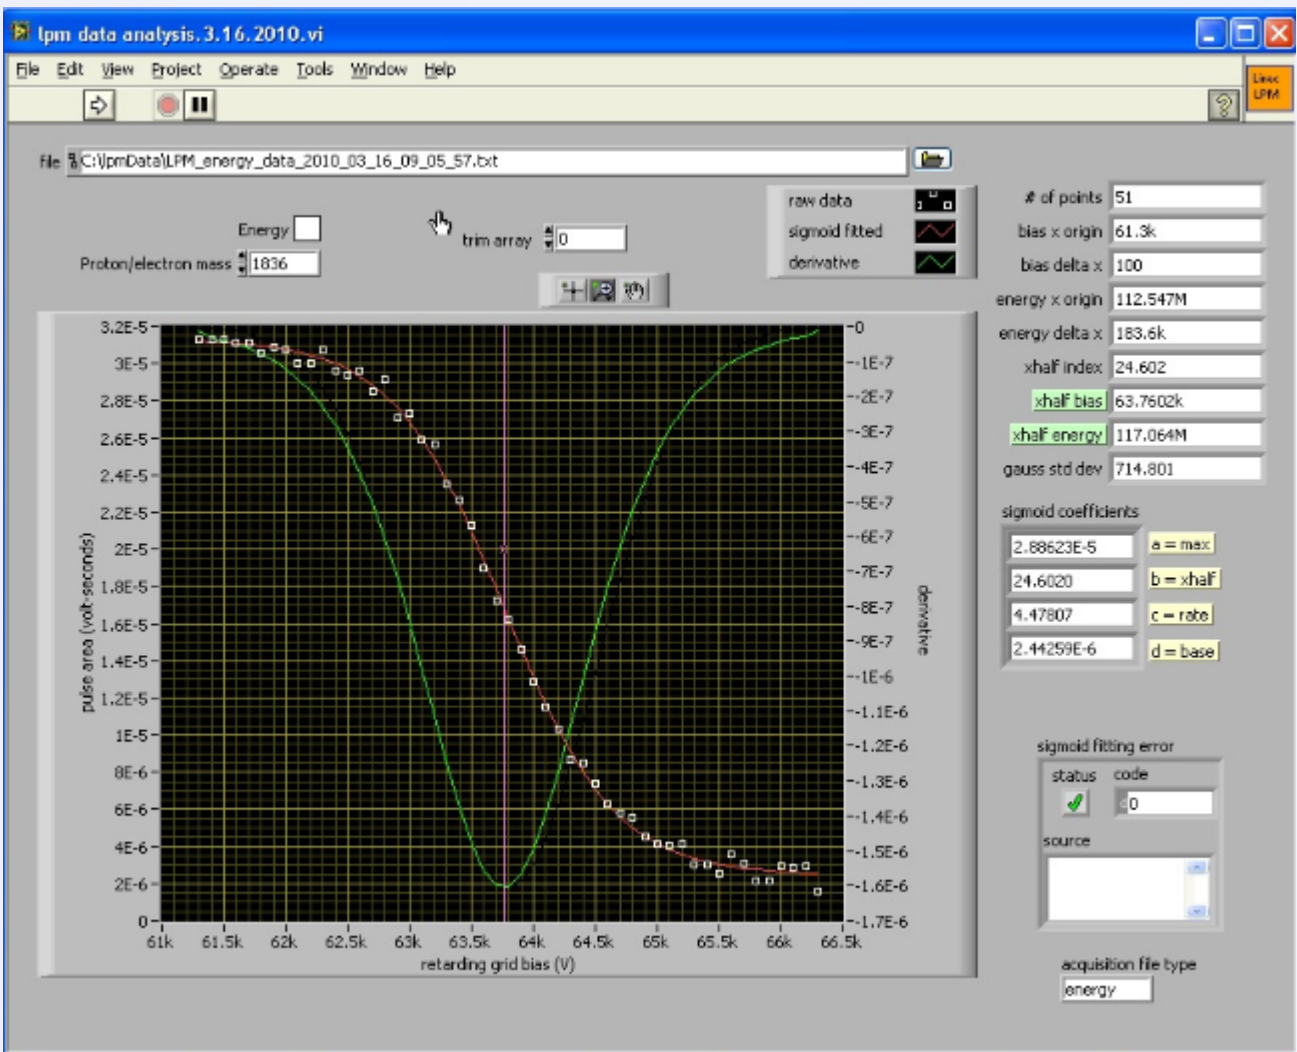 lpm data analysis.3.16.2010.vi
File Edit View Project Operate Tools Window Help
Linac
LPM
file C:\lpmData\LPM_energy_data_2010_03_16_09_05_57.txt
Energy
trim array 0
Proton/electron mass 1836
raw data
sigmoid fitted
derivative
# of points 51
bias x origin 61.3k
bias delta x 100
energy x origin 112.547M
energy delta x 183.6k
xhalf index 24.602
xhalf bias 63.7602k
xhalf energy 117.064M
gauss std dev 714.801
sigmoid coefficients
2.88623E-5 a = max
24.6020 b = xhalf
4.47807 c = rate
2.44259E-6 d = base
sigmoid fitting error
status code
0
source
acquisition file type
energy
pulse area (volt-seconds)
3.2E-5
3E-5
2.8E-5
2.6E-5
2.4E-5
2.2E-5
2E-5
1.8E-5
1.6E-5
1.4E-5
1.2E-5
1E-5
8E-6
6E-6
4E-6
2E-6
0
-0
--1E-7
--2E-7
--3E-7
--4E-7
--5E-7
--6E-7
--7E-7
--8E-7
--9E-7
--1E-6
--1.1E-6
--1.2E-6
--1.3E-6
--1.4E-6
--1.5E-6
--1.6E-6
--1.7E-6
derivative
61k 61.5k 62k 62.5k 63k 63.5k 64k 64.5k 65k 65.5k 66k 66.5k
retarding grid bias (V)